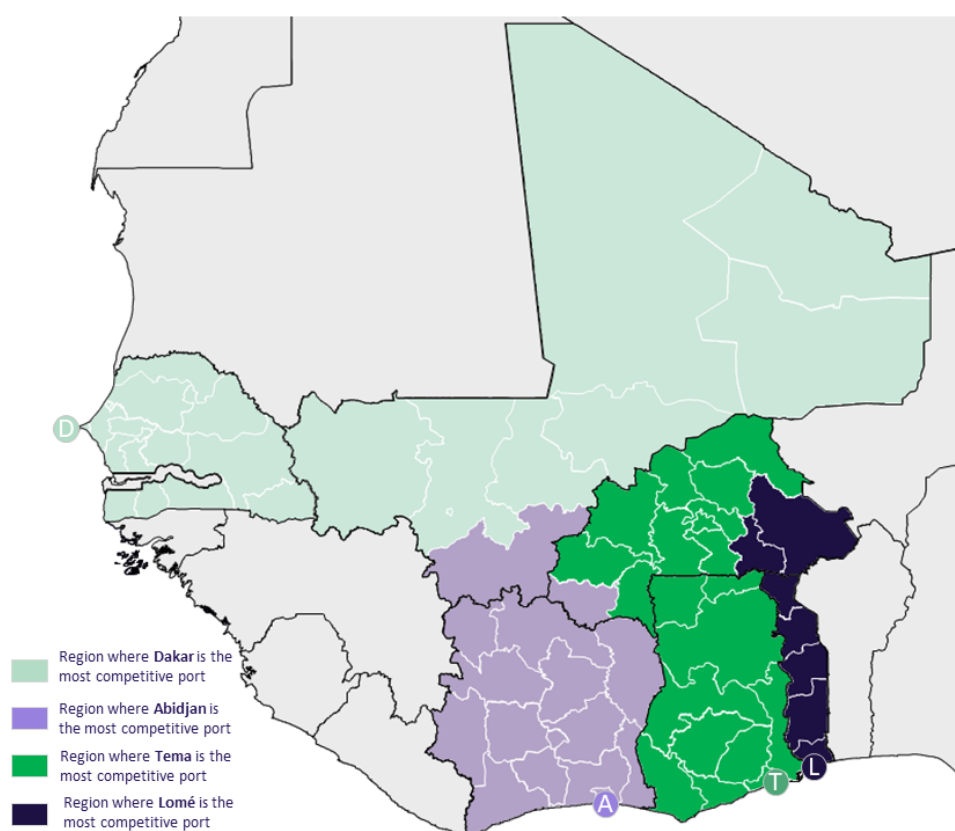 D
A
T
L
Region where Dakar is the
most competitive port
Region where Abidjan is
the most competitive port
Region where Tema is the
most competitive port
Region where Lomé is the
most competitive port